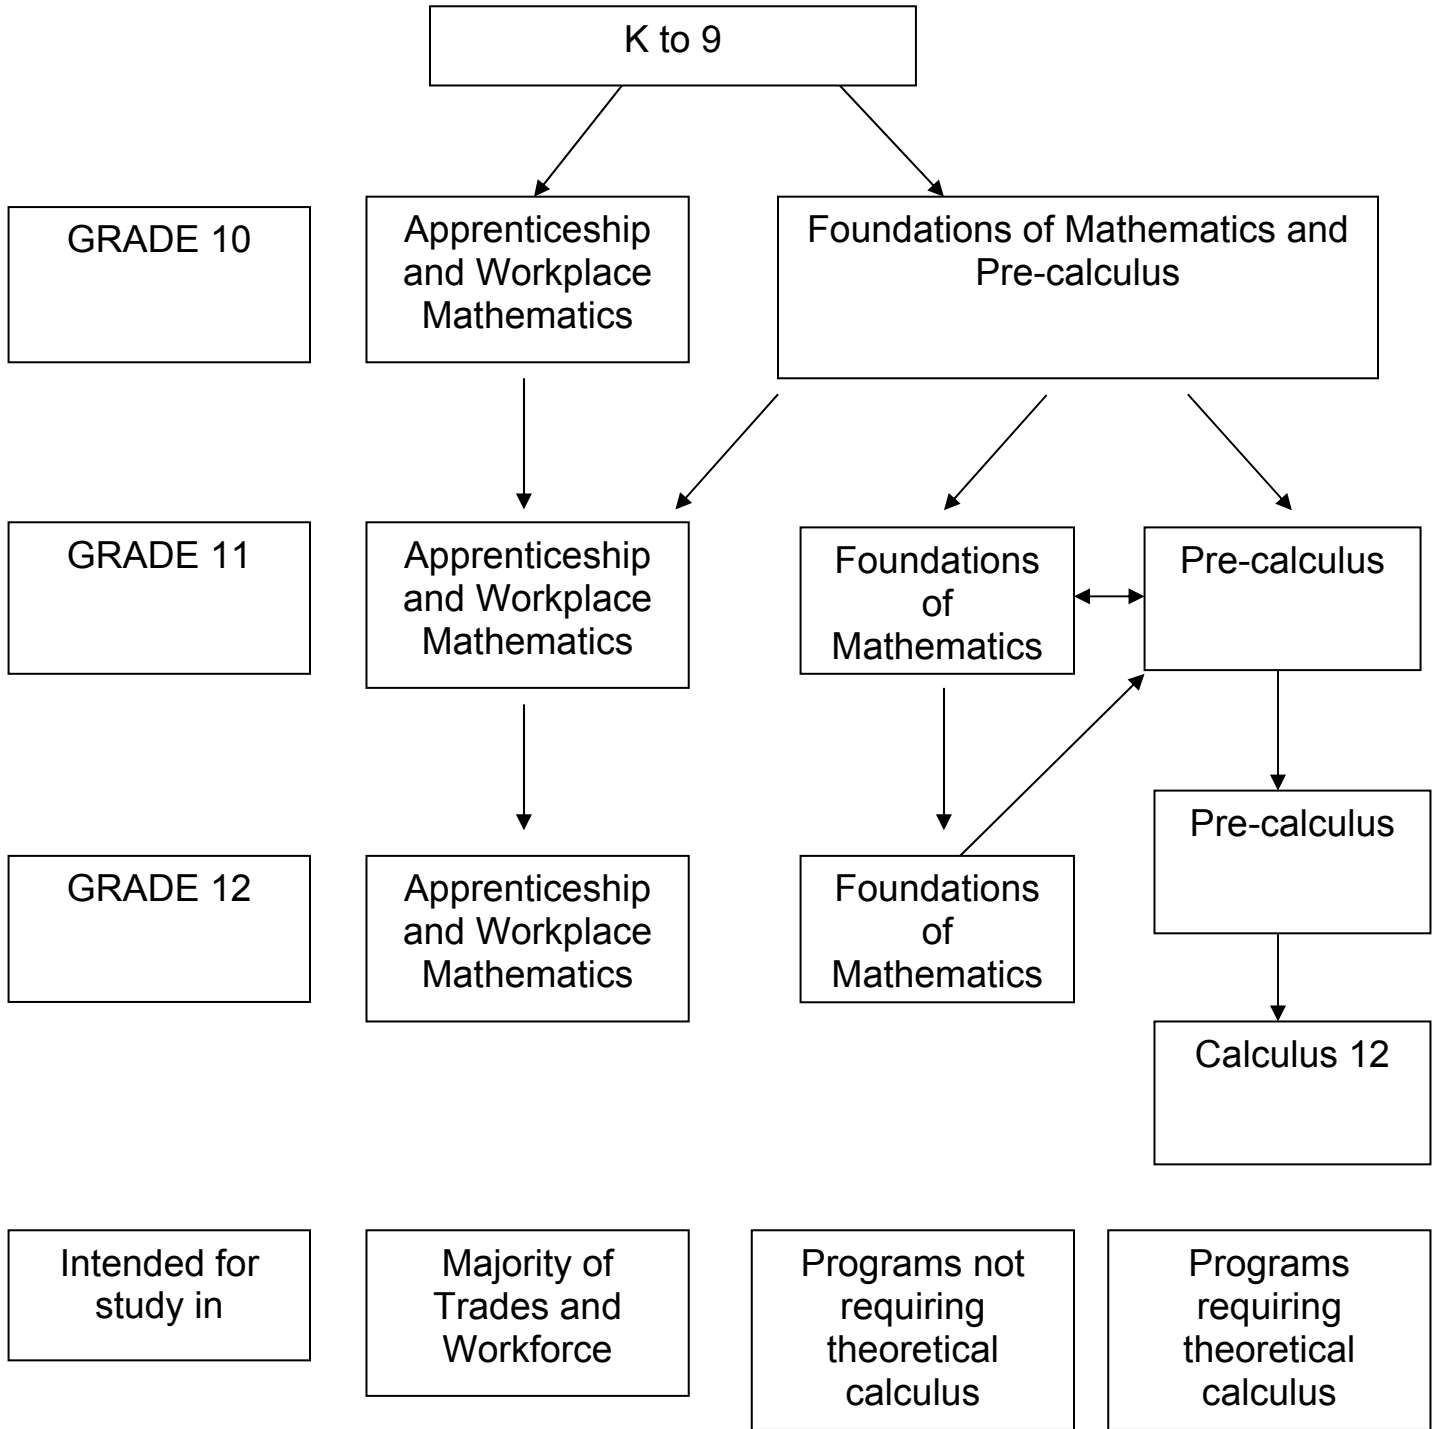 K to 9
GRADE 10
Apprenticeship
and Workplace
Mathematics
Foundations of Mathematics and
Pre-calculus
GRADE 11
Apprenticeship
and Workplace
Mathematics
Foundations
of
Mathematics
Pre-calculus
Pre-calculus
GRADE 12
Apprenticeship
and Workplace
Mathematics
Foundations
of
Mathematics
Calculus 12
Intended for
study in
Majority of
Trades and
Workforce
Programs not
requiring
theoretical
calculus
Programs
requiring
theoretical
calculus